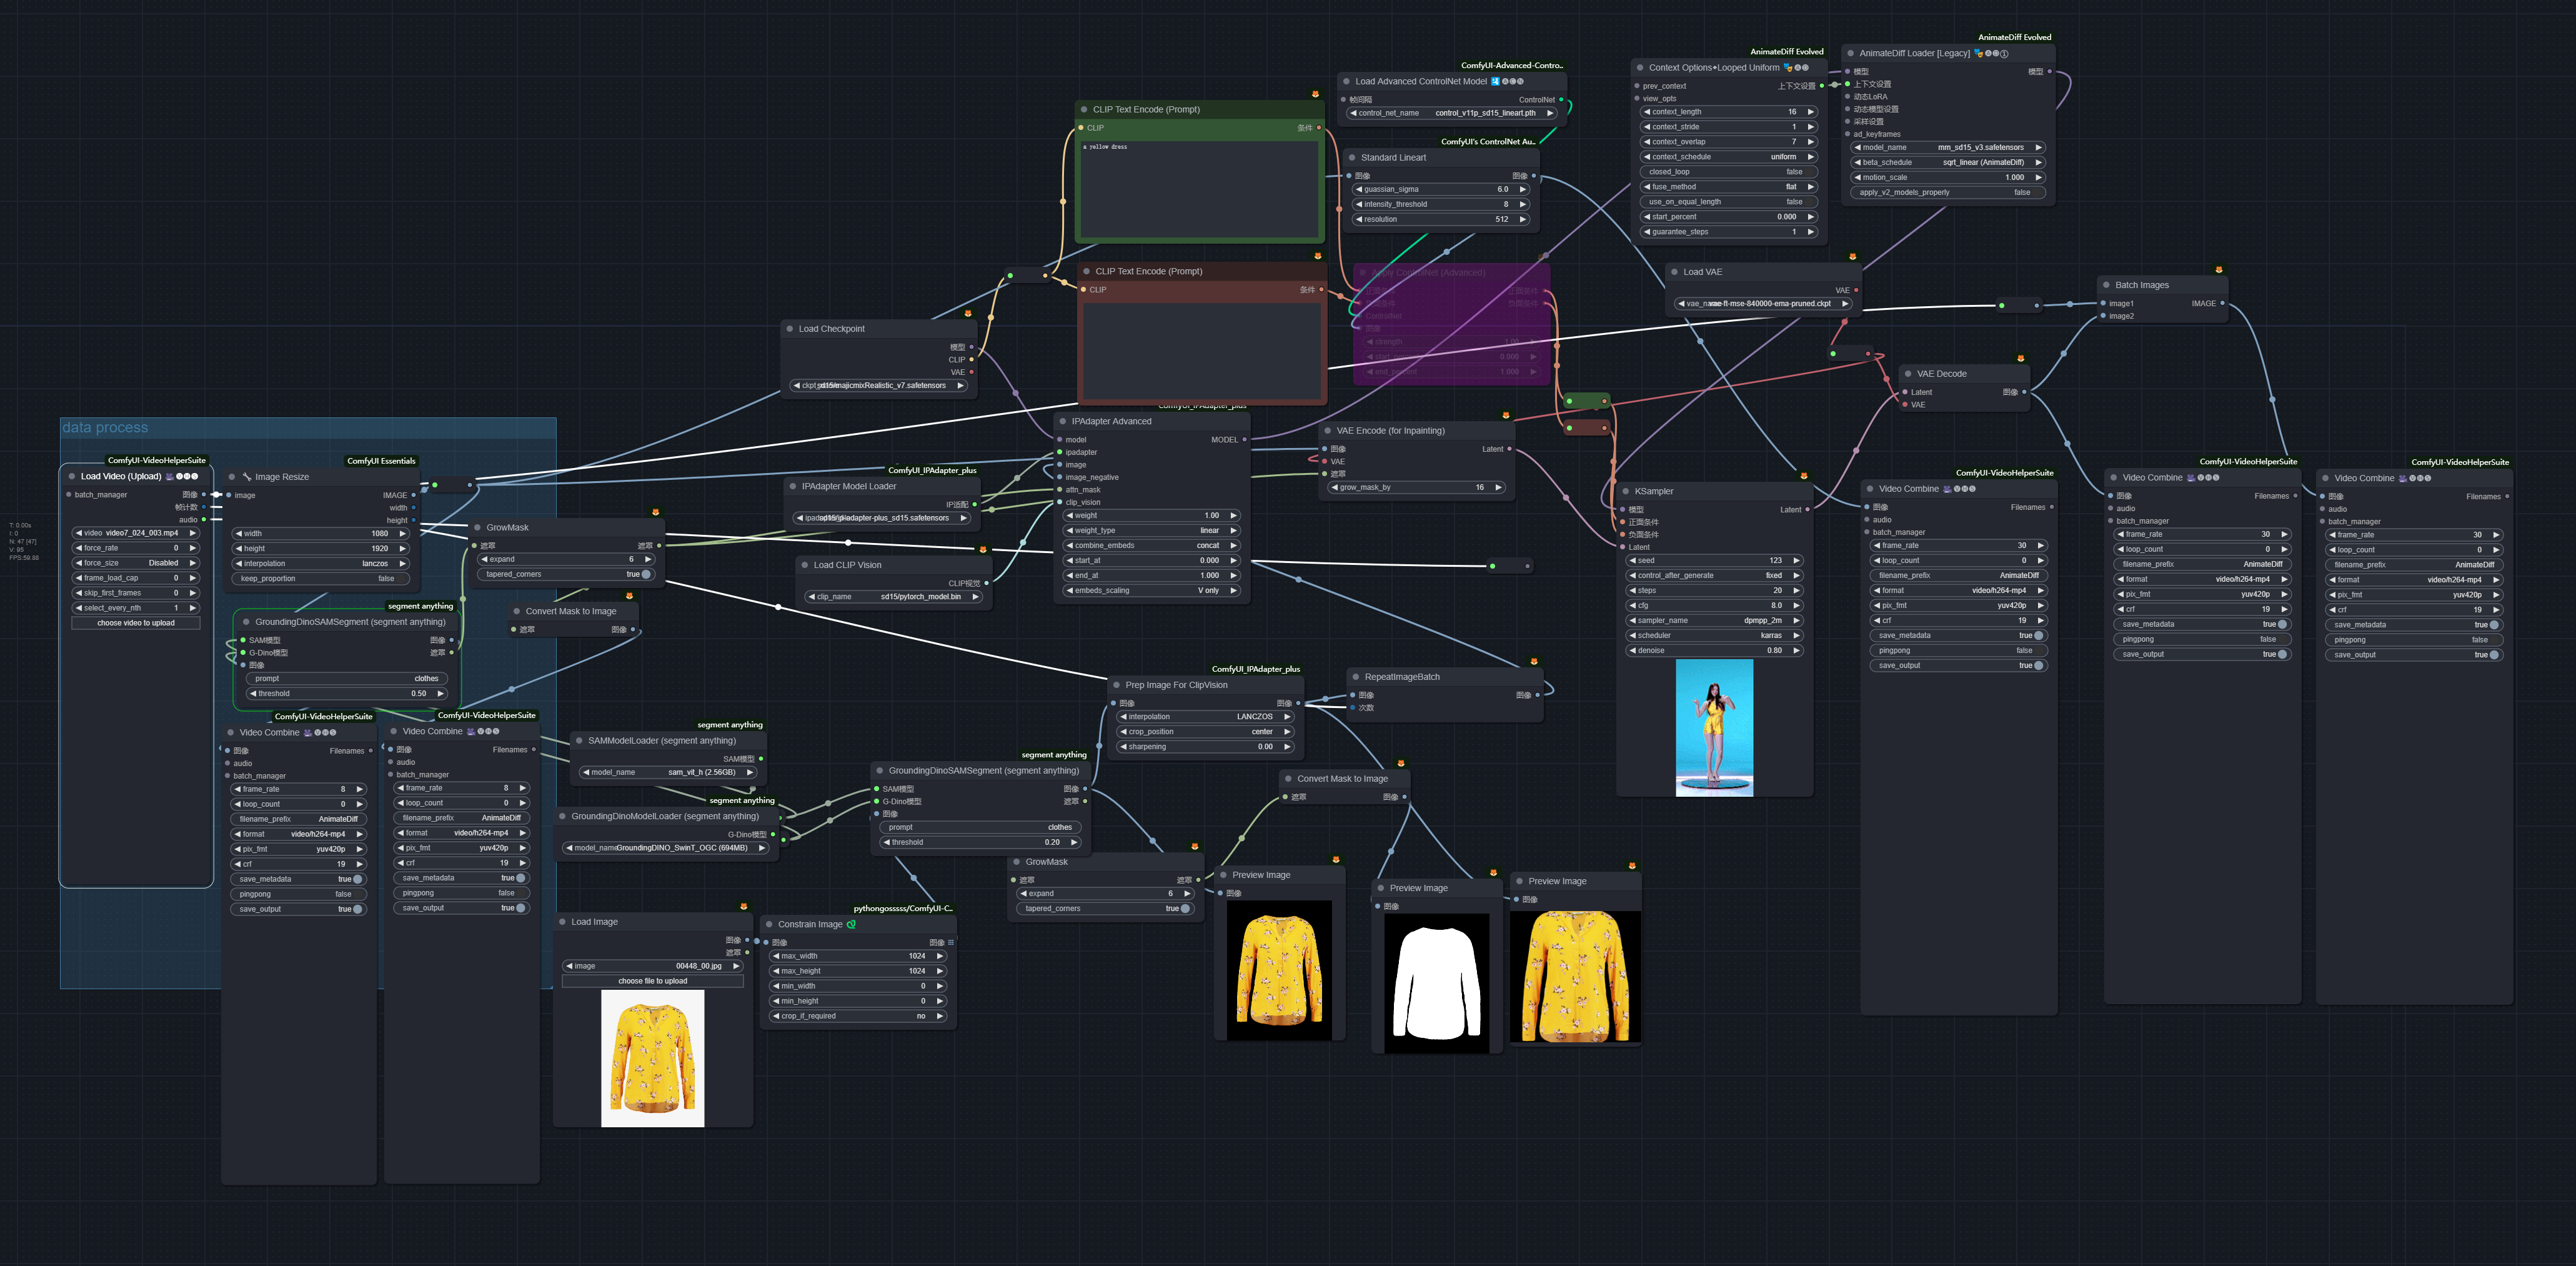 data process
T: 0.00s
I: 0
N: 47 [47]
V: 95
FPS:59.88
ComfyUI-VideoHelperSuite
Load Video (Upload)
batch_manager
图像
帧计数
audio
video video7_024_003.mp4
force_rate 0
force_size Disabled
frame_load_cap 0
skip_first_frames 0
select_every_nth 1
choose video to upload
ComfyUI Essentials
Image Resize
image IMAGE
width
height
width 1080
height 1920
interpolation lanczos
keep_proportion false
segment anything
GroundingDinoSAMSegment (segment anything)
SAM模型 图像
G-Dino模型 遮罩
图像
prompt clothes
threshold 0.50
GrowMask
遮罩 遮罩
expand 6
tapered_corners true
Convert Mask to Image
遮罩 图像
ComfyUI-VideoHelperSuite
Video Combine
图像 Filenames
audio
batch_manager
frame_rate 8
loop_count 0
filename_prefix AnimateDiff
format video/h264-mp4
pix_fmt yuv420p
crf 19
save_metadata true
pingpong false
save_output true
ComfyUI-VideoHelperSuite
Video Combine
图像 Filenames
audio
batch_manager
frame_rate 8
loop_count 0
filename_prefix AnimateDiff
format video/h264-mp4
pix_fmt yuv420p
crf 19
save_metadata true
pingpong false
save_output true
segment anything
SAMModelLoader (segment anything)
SAM模型
model_name sam_vit_h (2.56GB)
segment anything
GroundingDinoModelLoader (segment anything)
G-Dino模型
model_name GroundingDINO_SwinT_OGC (694MB)
Load Image
图像
遮罩
image 00448_00.jpg
choose file to upload
pythongosssss/ComfyUI-C..
Constrain Image
图像 图像
max_width 1024
max_height 1024
min_width 0
min_height 0
crop_if_required no
segment anything
GroundingDinoSAMSegment (segment anything)
SAM模型 图像
G-Dino模型 遮罩
图像
prompt clothes
threshold 0.20
GrowMask
遮罩 遮罩
expand 6
tapered_corners true
Load Checkpoint
模型
CLIP
VAE
sd15/majicmixRealistic_v7.safetensors
CLIP Text Encode (Prompt)
CLIP 条件
a yellow dress
CLIP Text Encode (Prompt)
CLIP 条件
ComfyUI_IPAdapter_plus
IPAdapter Model Loader
IP适配
Load CLIP Vision
CLIP视觉
clip_name sd15/pytorch_model.bin
ComfyUI_IPAdapter_plus
IPAdapter Advanced
model MODEL
ipadapter
image
image_negative
attn_mask
clip_vision
weight 1.00
weight_type linear
combine_embeds concat
start_at 0.000
end_at 1.000
embeds_scaling V only
ComfyUI_IPAdapter_plus
Prep Image For ClipVision
图像 图像
interpolation LANCZOS
crop_position center
sharpening 0.00
RepeatImageBatch
图像 图像
次数
Convert Mask to Image
遮罩 图像
Preview Image
图像
Preview Image
图像
Preview Image
图像
ComfyUI-Advanced-Contro..
Load Advanced ControlNet Model
帧间隔 ControlNet
control_net_name control_v11p_sd15_lineart.pth
ComfyUI's ControlNet Au..
Standard Lineart
图像 图像
guassian_sigma 6.0
intensity_threshold 8
resolution 512
Apply ControlNet (Advanced)
正面条件 正面条件
负面条件 负面条件
ControlNet
图像
strength 1.00
0.000
end_percent 1.000
VAE Encode (for Inpainting)
图像 Latent
VAE
遮罩
grow_mask_by 16
AnimateDiff Evolved
Context Options◆Looped Uniform
prev_context 上下文设置
view_opts
context_length 16
context_stride 1
context_overlap 7
context_schedule uniform
closed_loop false
fuse_method flat
use_on_equal_length false
start_percent 0.000
guarantee_steps 1
AnimateDiff Evolved
AnimateDiff Loader [Legacy]
模型 模型
上下文设置
动态LoRA
动态模型设置
采样设置
ad_keyframes
model_name mm_sd15_v3.safetensors
beta_schedule sqrt_linear (AnimateDiff)
motion_scale 1.000
apply_v2_models_properly false
Load VAE
VAE
vae-ft-mse-840000-ema-pruned.ckpt
VAE Decode
Latent 图像
VAE
Batch Images
image1 IMAGE
image2
KSampler
模型 Latent
正面条件
负面条件
Latent
seed 123
control_after_generate fixed
steps 20
cfg 8.0
sampler_name dpmpp_2m
scheduler karras
denoise 0.80
ComfyUI-VideoHelperSuite
Video Combine
图像 Filenames
audio
batch_manager
frame_rate 30
loop_count 0
filename_prefix AnimateDiff
format video/h264-mp4
pix_fmt yuv420p
crf 19
save_metadata true
pingpong false
save_output true
ComfyUI-VideoHelperSuite
Video Combine
图像 Filenames
audio
batch_manager
frame_rate 30
loop_count 0
filename_prefix AnimateDiff
format video/h264-mp4
pix_fmt yuv420p
crf 19
save_metadata true
pingpong false
save_output true
ComfyUI-VideoHelperSuite
Video Combine
图像 Filenames
audio
batch_manager
frame_rate 30
loop_count 0
filename_prefix AnimateDiff
format video/h264-mp4
pix_fmt yuv420p
crf 19
save_metadata true
pingpong false
save_output true